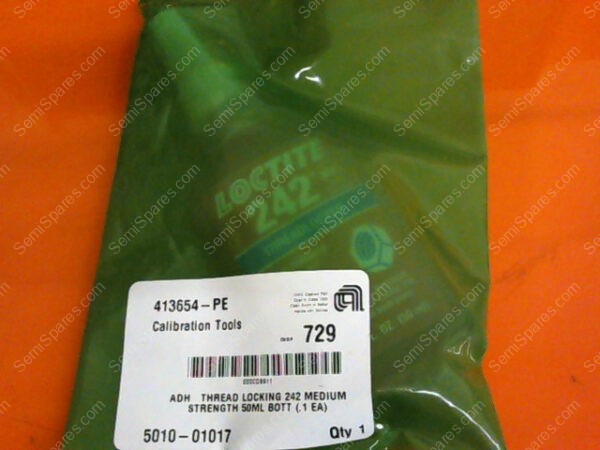 LOCTITE
242
THREAD
413654-PE
Calibration Tools
729
ADH THREAD LOCKING 242 MEDIUM
STRENGTH 50ML BOTT (.1 EA)
5010-01017
Qty 1
SemiSpares.com